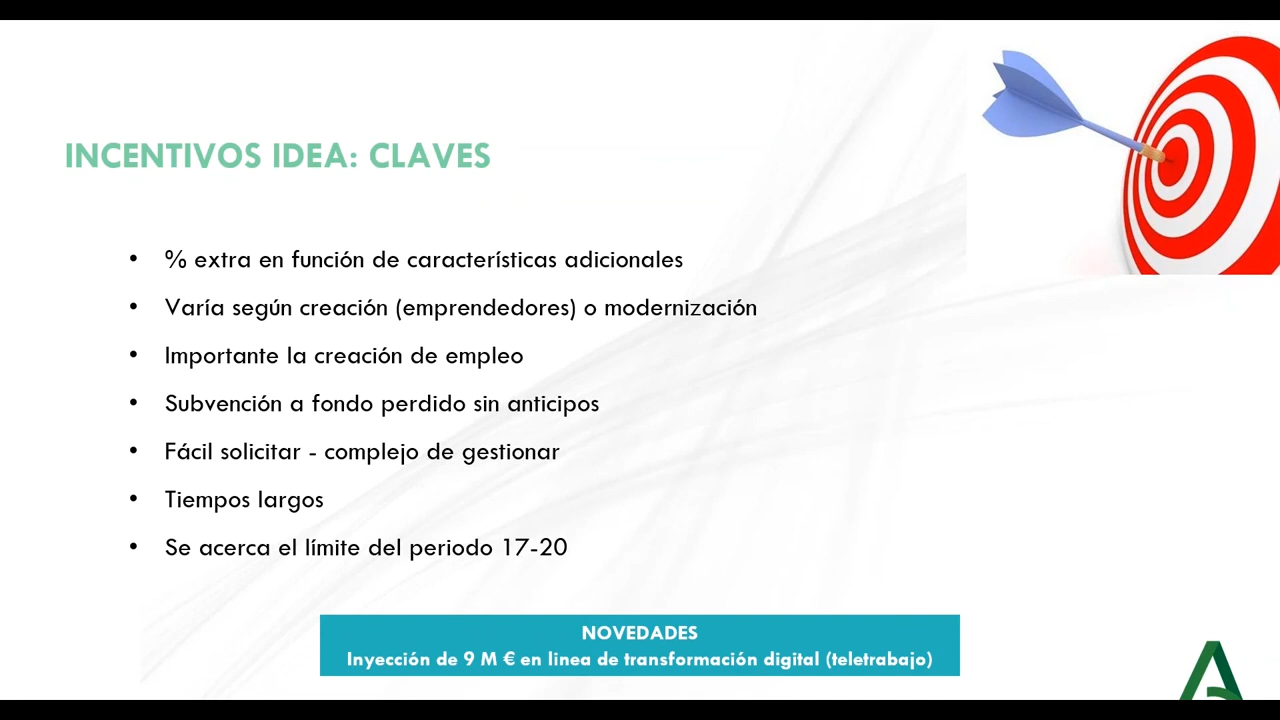 INCENTIVOS IDEA: CLAVES
• % extra en función de características adicionales
• Varía según creación (emprendedores) o modernización
• Importante la creación de empleo
• Subvención a fondo perdido sin anticipos
• Fácil solicitar - complejo de gestionar
• Tiempos largos
• Se acerca el límite del periodo 17-20
NOVEDADES
Inyección de 9 M € en linea de transformación digital (teletrabajo)